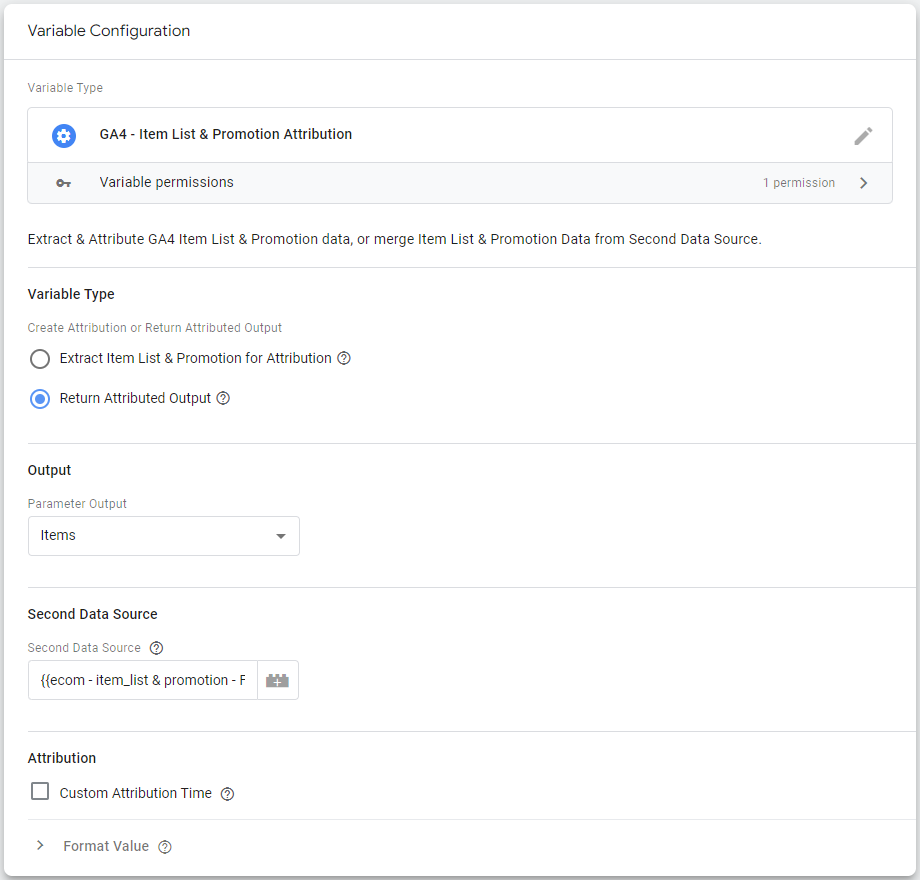 Variable Configuration
Variable Type
GA4 - Item List & Promotion Attribution
Variable permissions 1 permission
Extract & Attribute GA4 Item List & Promotion data, or merge Item List & Promotion Data from Second Data Source.
Variable Type
Create Attribution or Return Attributed Output
Extract Item List & Promotion for Attribution
Return Attributed Output
Output
Parameter Output
Items
Second Data Source
Second Data Source
{{ecom - item_list & promotion - F
Attribution
Custom Attribution Time
Format Value